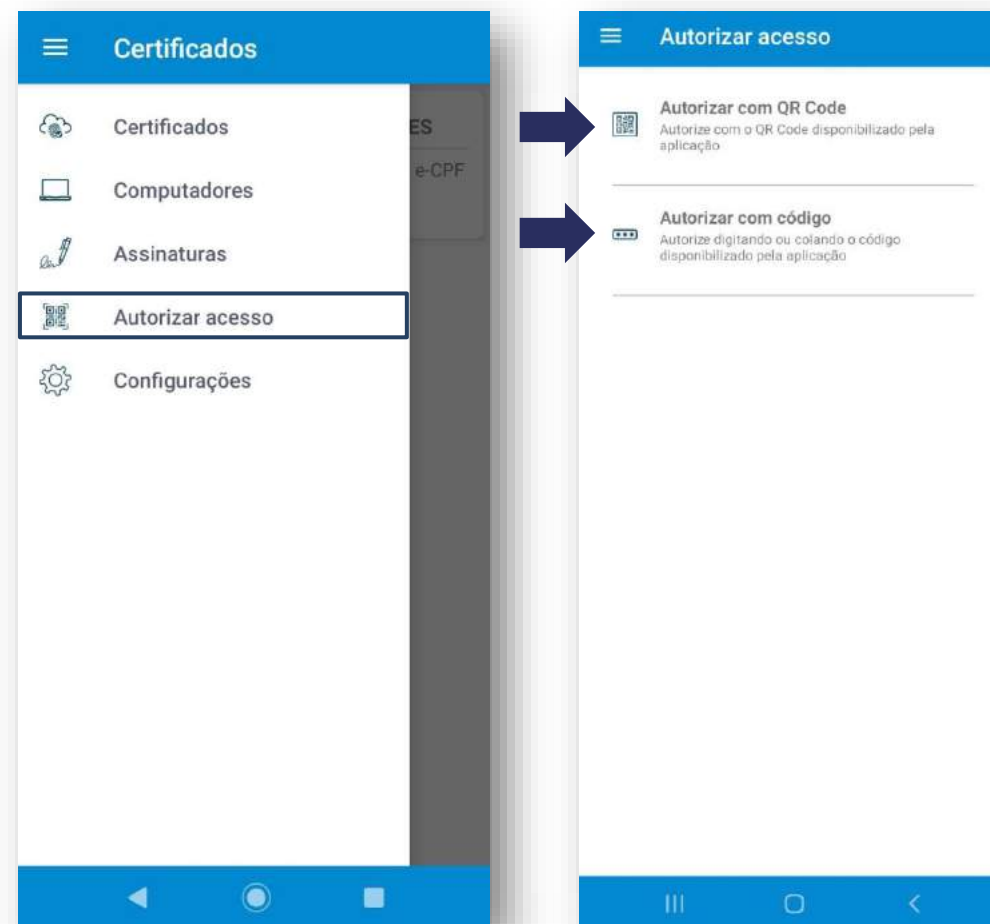 Certificados
Certificados
Computadores
Assinaturas
Autorizar acesso
Configurações
ES
e-CPF
Autorizar acesso
Autorizar com QR Code
Autorize com o QR Code disponibilizado pela
aplicação
Autorizar com código
Autorize digitando ou colando o código
disponibilizado pela aplicação